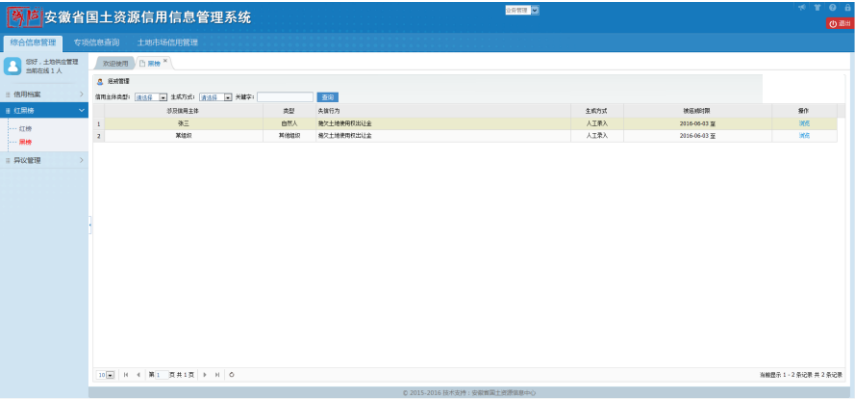 安徽省国土资源信用信息管理系统
退出
综合信息管理 专项信息查询 土地市场信用管理
您好，土地供应管理
当前在线 1 人
欢迎使用 黑榜
信用档案
红黑榜
红榜
黑榜
异议管理
惩戒管理
信用主体类型： 请选择 生成方式： 请选择 关键字： 查询
涉及信用主体 类型 失信行为 生成方式 被惩戒时限 操作
1 张三 自然人 拖欠土地使用权出让金 人工录入 2016-06-03 至 浏览
2 某组织 其他组织 拖欠土地使用权出让金 人工录入 2016-06-03 至 浏览
10 第 1 页 共 1 页 当前显示 1 - 2 条记录 共 2 条记录
© 2015-2016 技术支持：安徽省国土资源信息中心